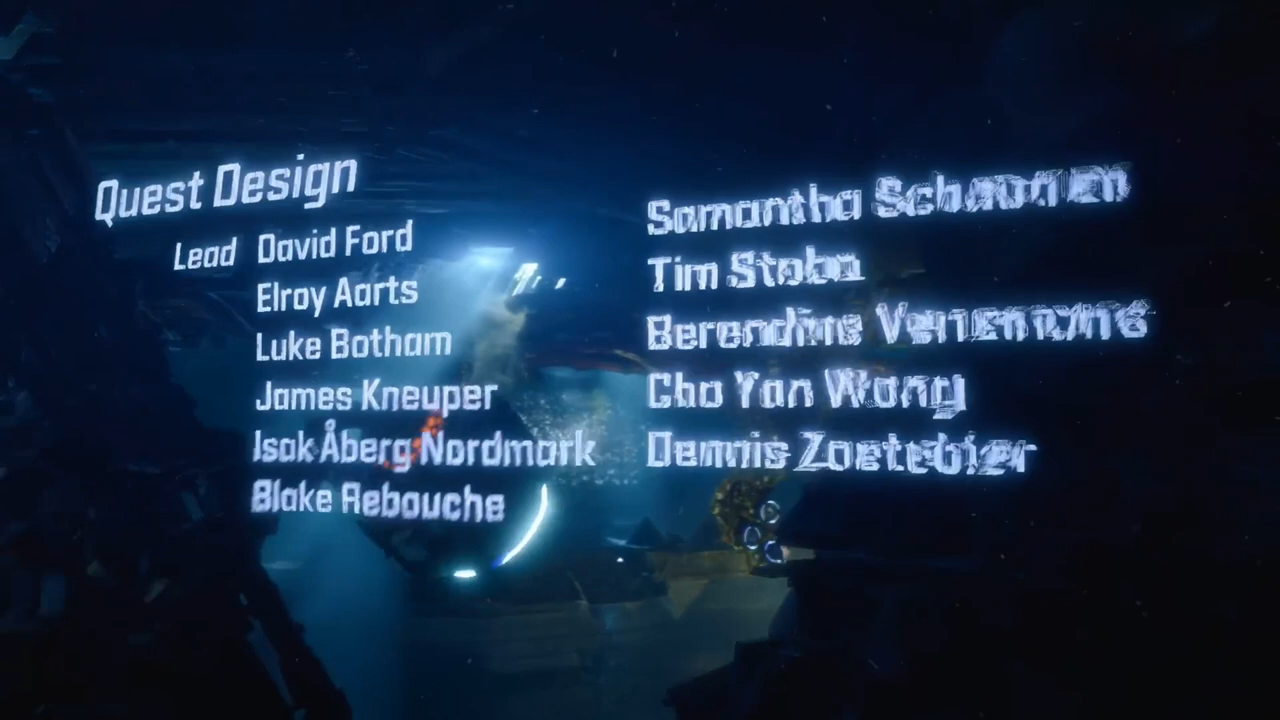 Quest Design
Lead David Ford
Elroy Aarts
Luke Botham
James Kneuper
Isak Åberg Nordmark
Blake Rebouche
Samantha
Tim
Berendine
Cho Yan Wong
Dennis Zoetebier